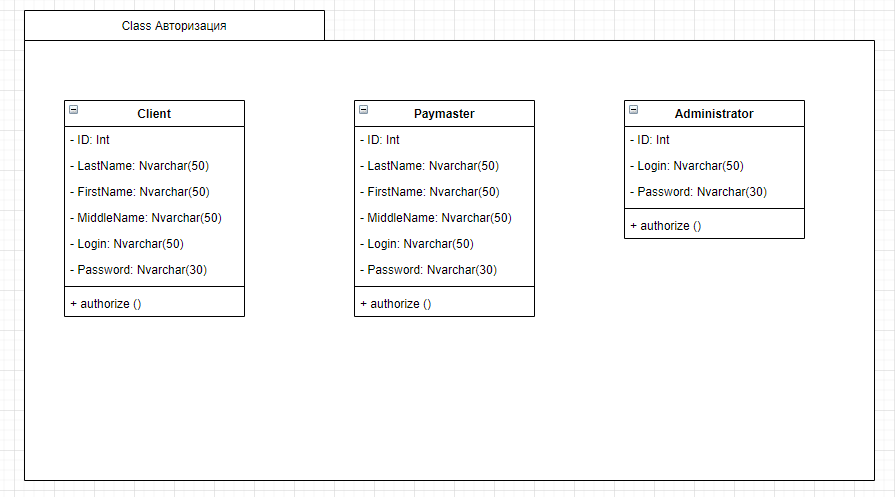 Class Авторизация
Client
- ID: Int
- LastName: Nvarchar(50)
- FirstName: Nvarchar(50)
- MiddleName: Nvarchar(50)
- Login: Nvarchar(50)
- Password: Nvarchar(30)
+ authorize ()
Paymaster
- ID: Int
- LastName: Nvarchar(50)
- FirstName: Nvarchar(50)
- MiddleName: Nvarchar(50)
- Login: Nvarchar(50)
- Password: Nvarchar(30)
+ authorize ()
Administrator
- ID: Int
- Login: Nvarchar(50)
- Password: Nvarchar(30)
+ authorize ()